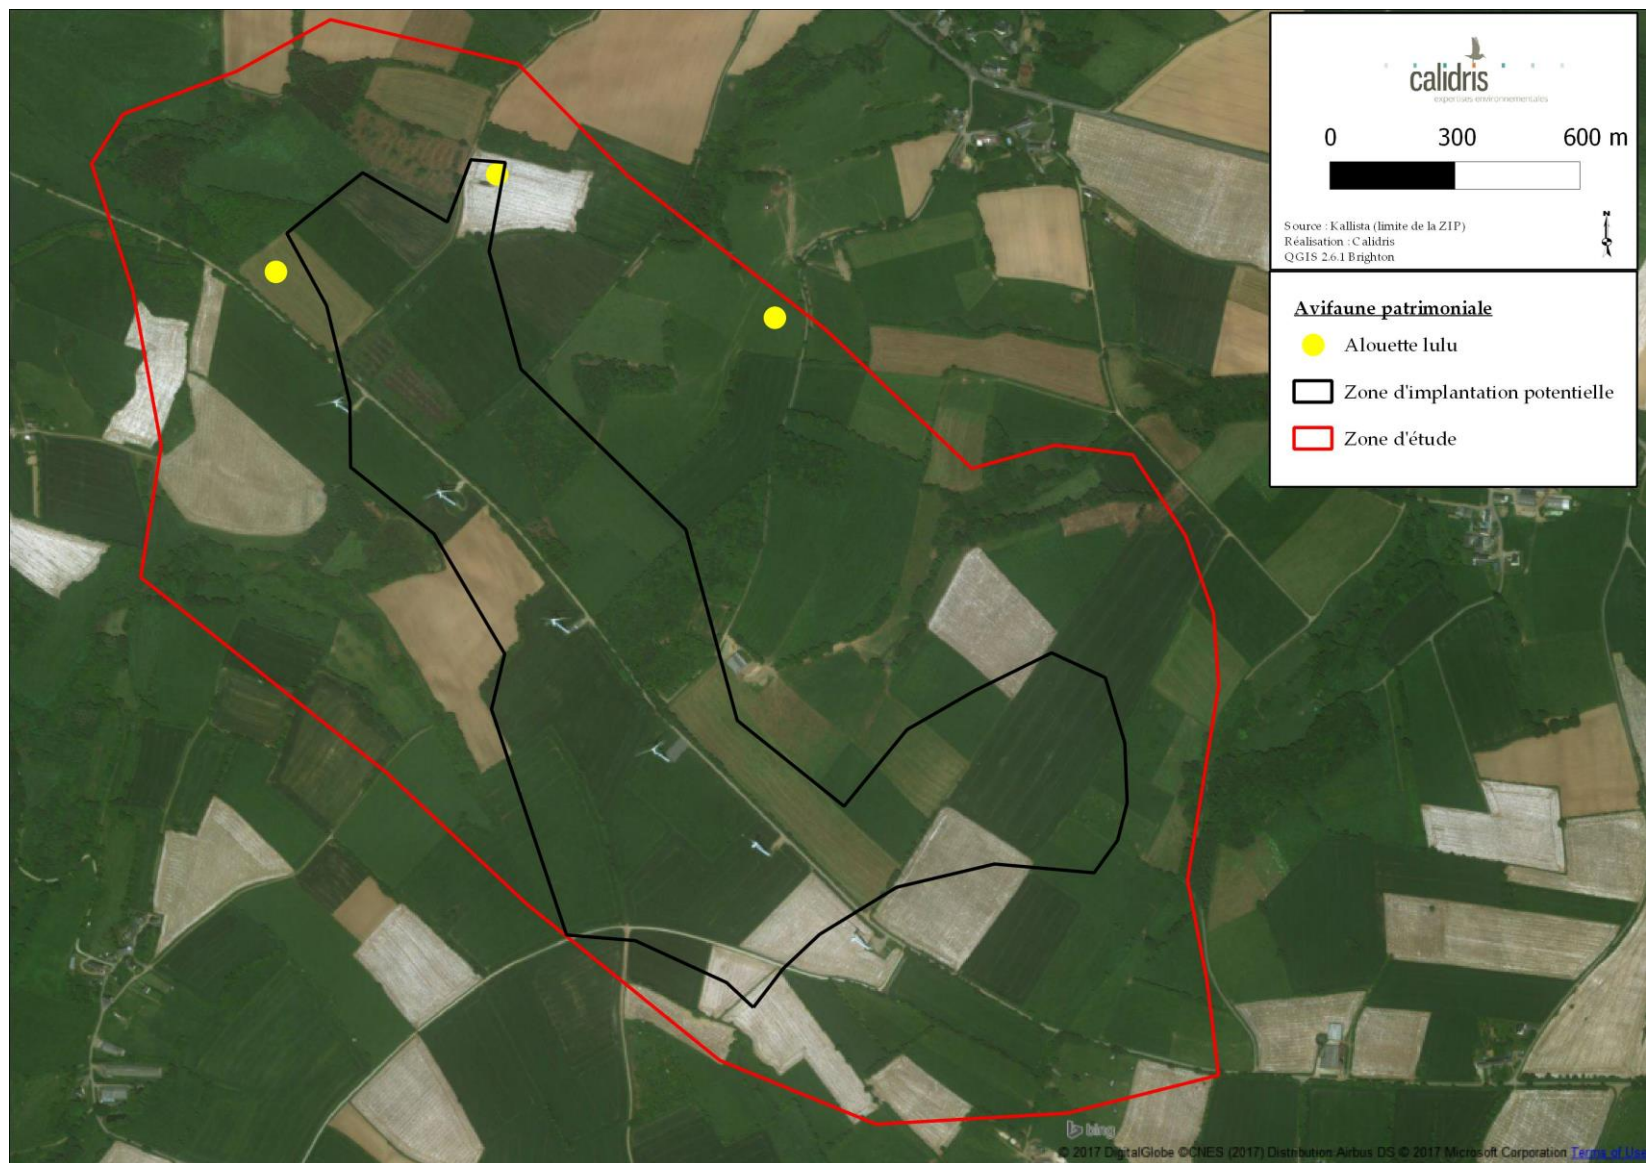 calidris
expertises environnementales
0 300 600 m
N
Source : Kallista (limite de la ZIP)
Réalisation : Calidris
QGIS 2.6.1 Brighton
Avifaune patrimoniale
Alouette lulu
Zone d'implantation potentielle
Zone d'étude
bing
© 2017 DigitalGlobe ©CNES (2017) Distribution Airbus DS © 2017 Microsoft Corporation Terms of Use